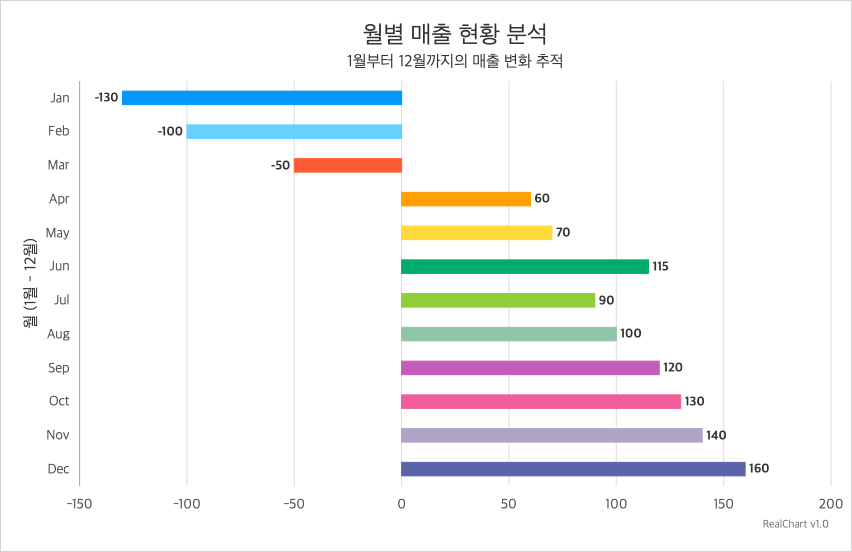 월별 매출 현황 분석
1월부터 12월까지의 매출 변화 추적
월 (1월 - 12월)
Jan -130
Feb -100
Mar -50
Apr 60
May 70
Jun 115
Jul 90
Aug 100
Sep 120
Oct 130
Nov 140
Dec 160
-150 -100 -50 0 50 100 150 200
RealChart v1.0